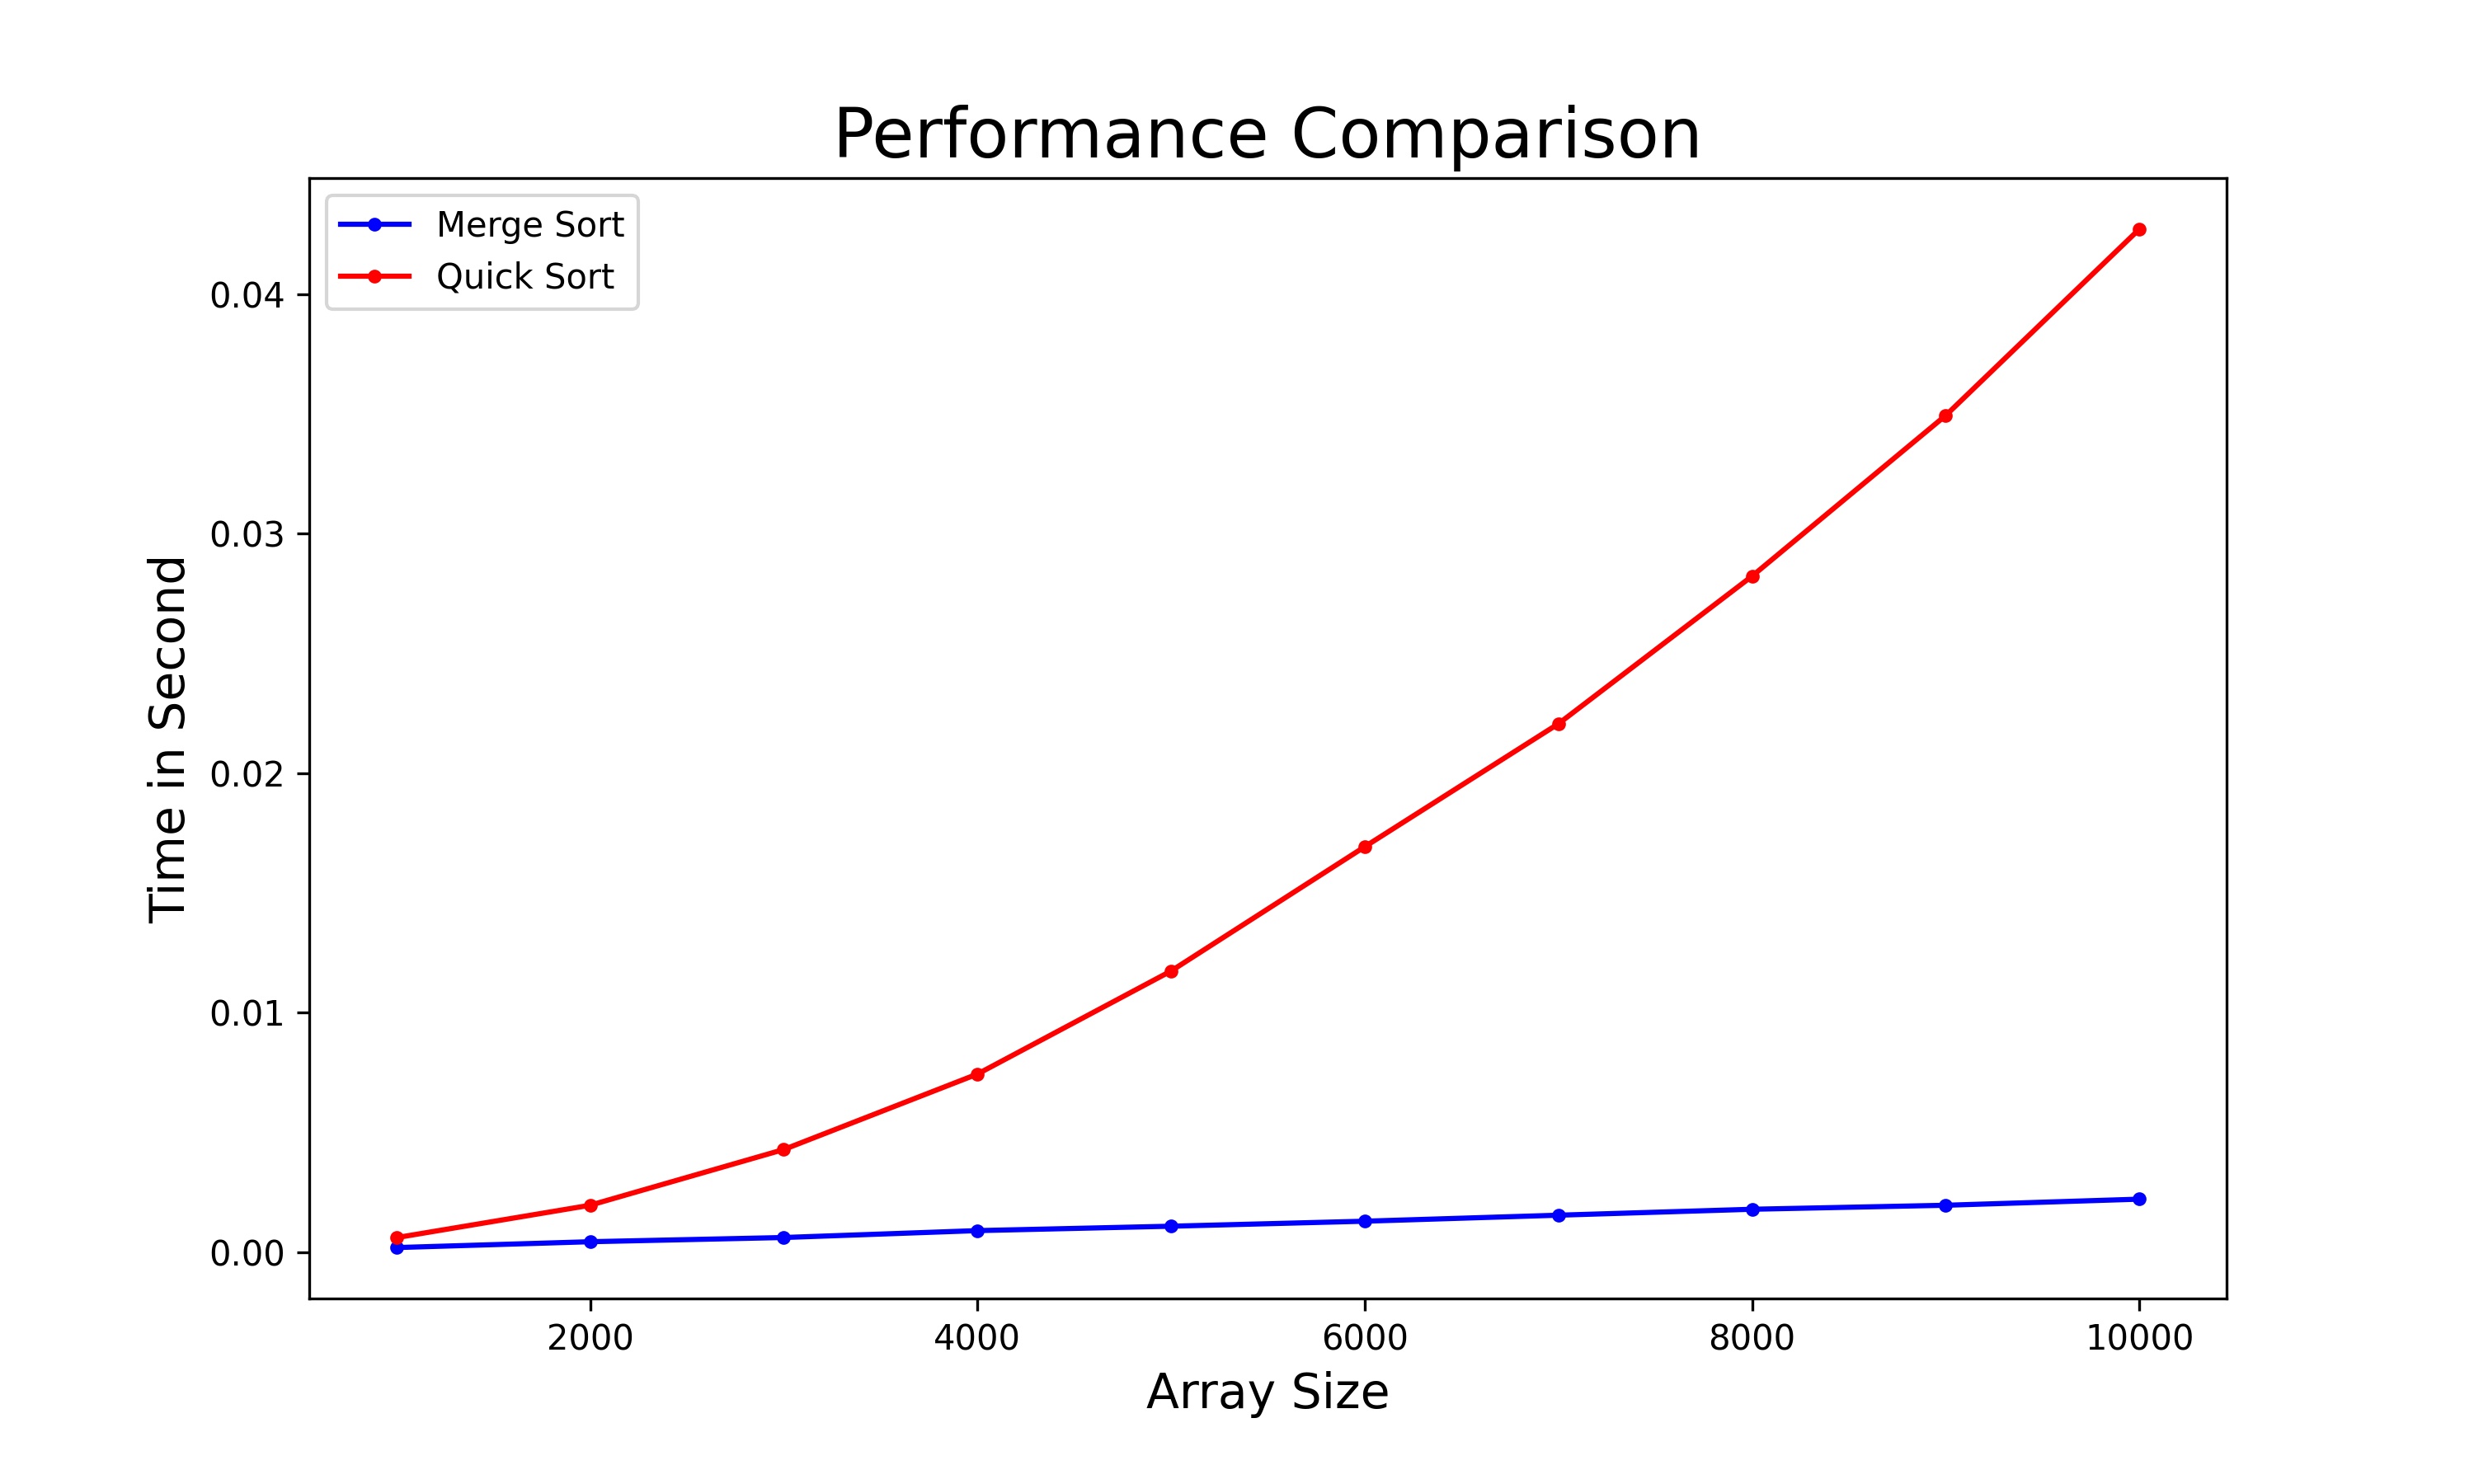 Performance Comparison
Merge Sort
Quick Sort
0.04
0.03
0.02
0.01
0.00
Time in Second
2000 4000 6000 8000 10000
Array Size